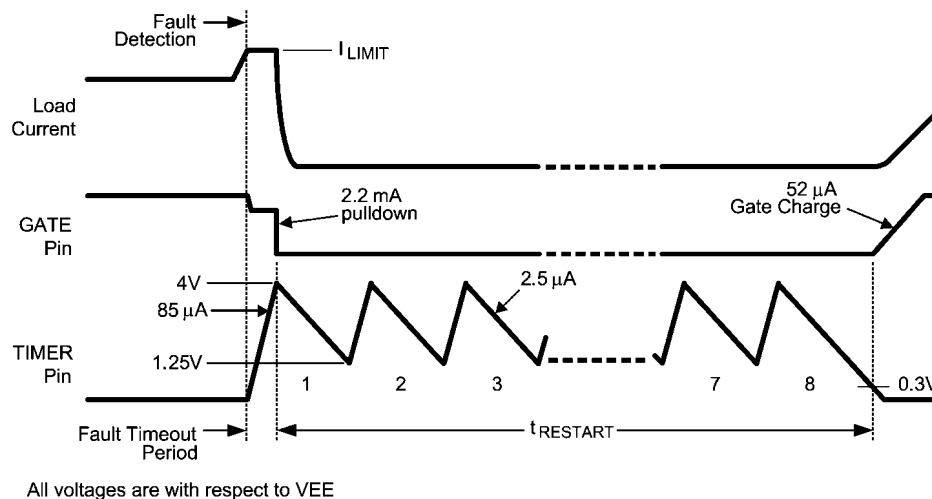 Fault
Detection
I LIMIT
Load
Current
2.2 mA
pulldown
52 μA
Gate Charge
GATE
Pin
4V
2.5 μA
85 μA
TIMER
Pin
1.25V
1
2
3
7
8
0.3V
Fault Timeout
Period
tRESTART
All voltages are with respect to VEE